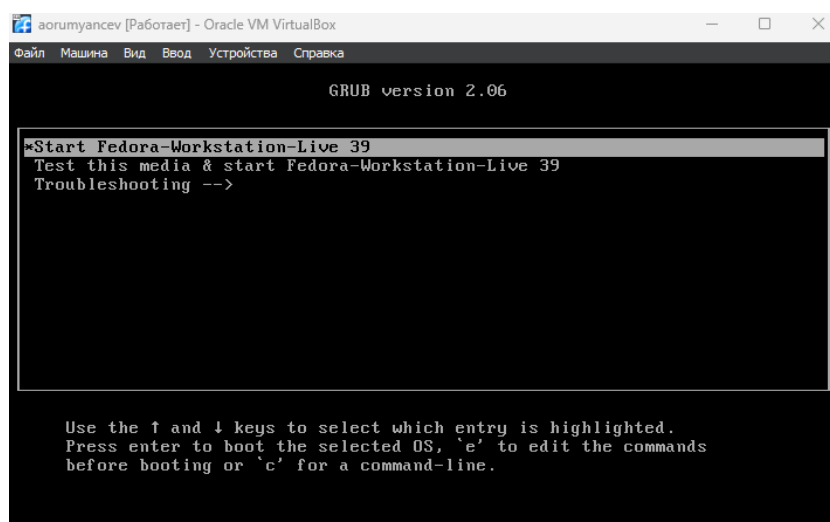 aorumyancev [Работает] - Oracle VM VirtualBox
Файл Машина Вид Ввод Устройства Справка
GRUB version 2.06
*Start Fedora-Workstation-Live 39
Test this media & start Fedora-Workstation-Live 39
Troubleshooting -->
Use the ↑ and ↓ keys to select which entry is highlighted.
Press enter to boot the selected OS, `e' to edit the commands
before booting or `c' for a command-line.